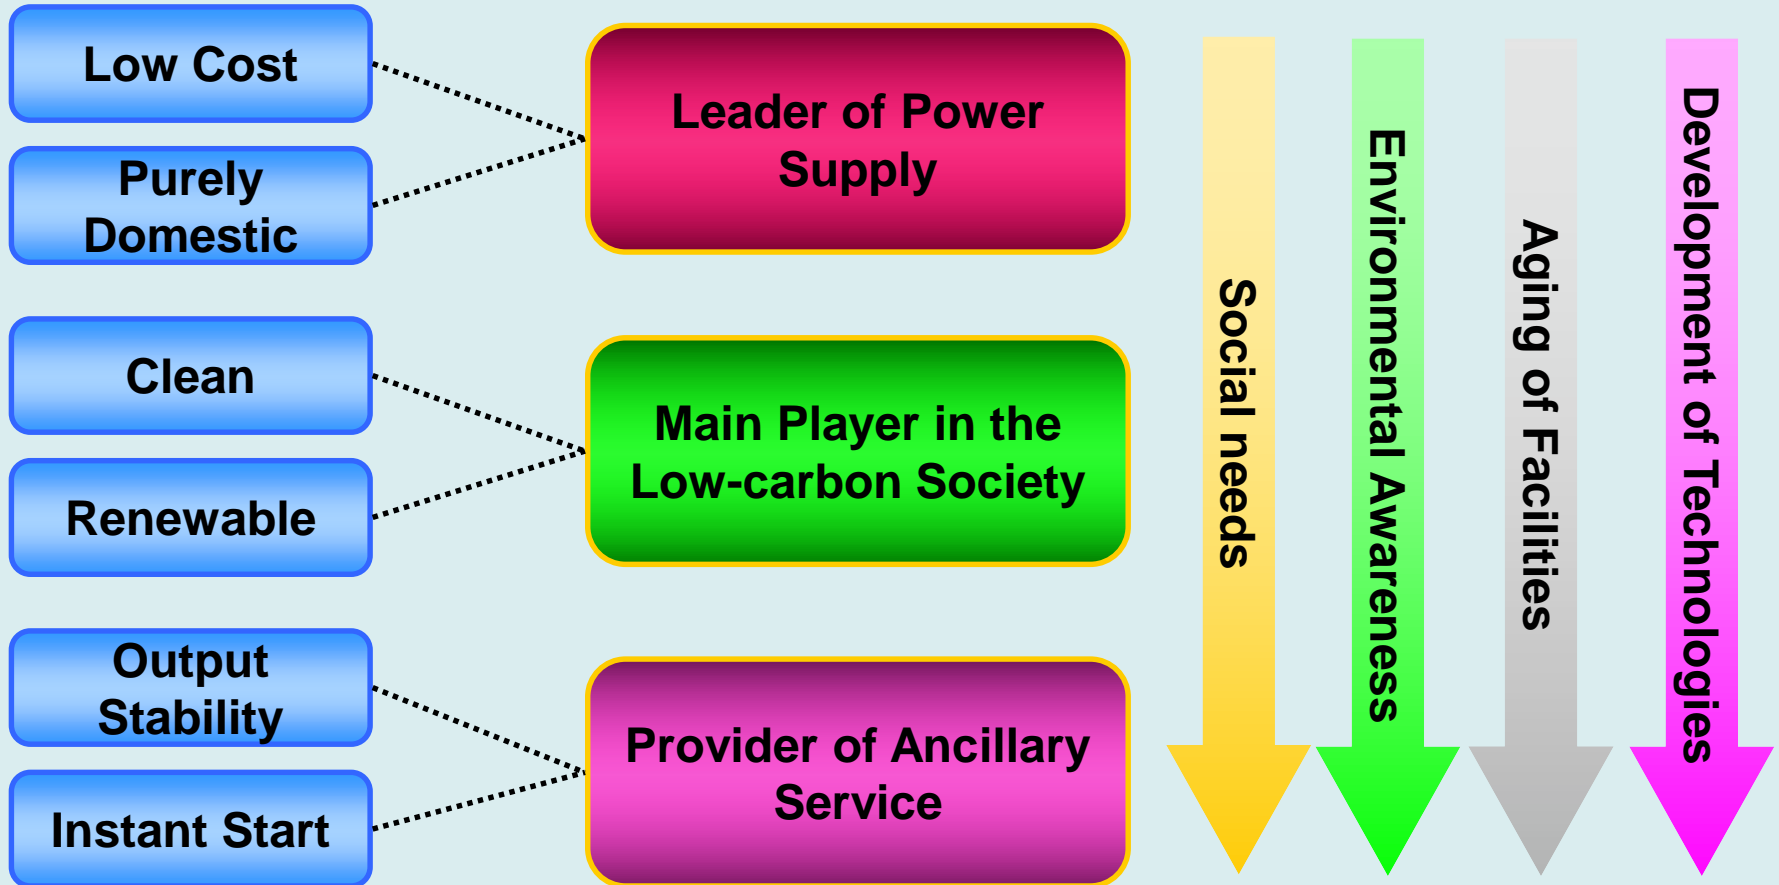 Low Cost
Purely
Domestic
Leader of Power
Supply
Clean
Renewable
Main Player in the
Low-carbon Society
Output
Stability
Instant Start
Provider of Ancillary
Service
Social needs
Environmental Awareness
Aging of Facilities
Development of Technologies